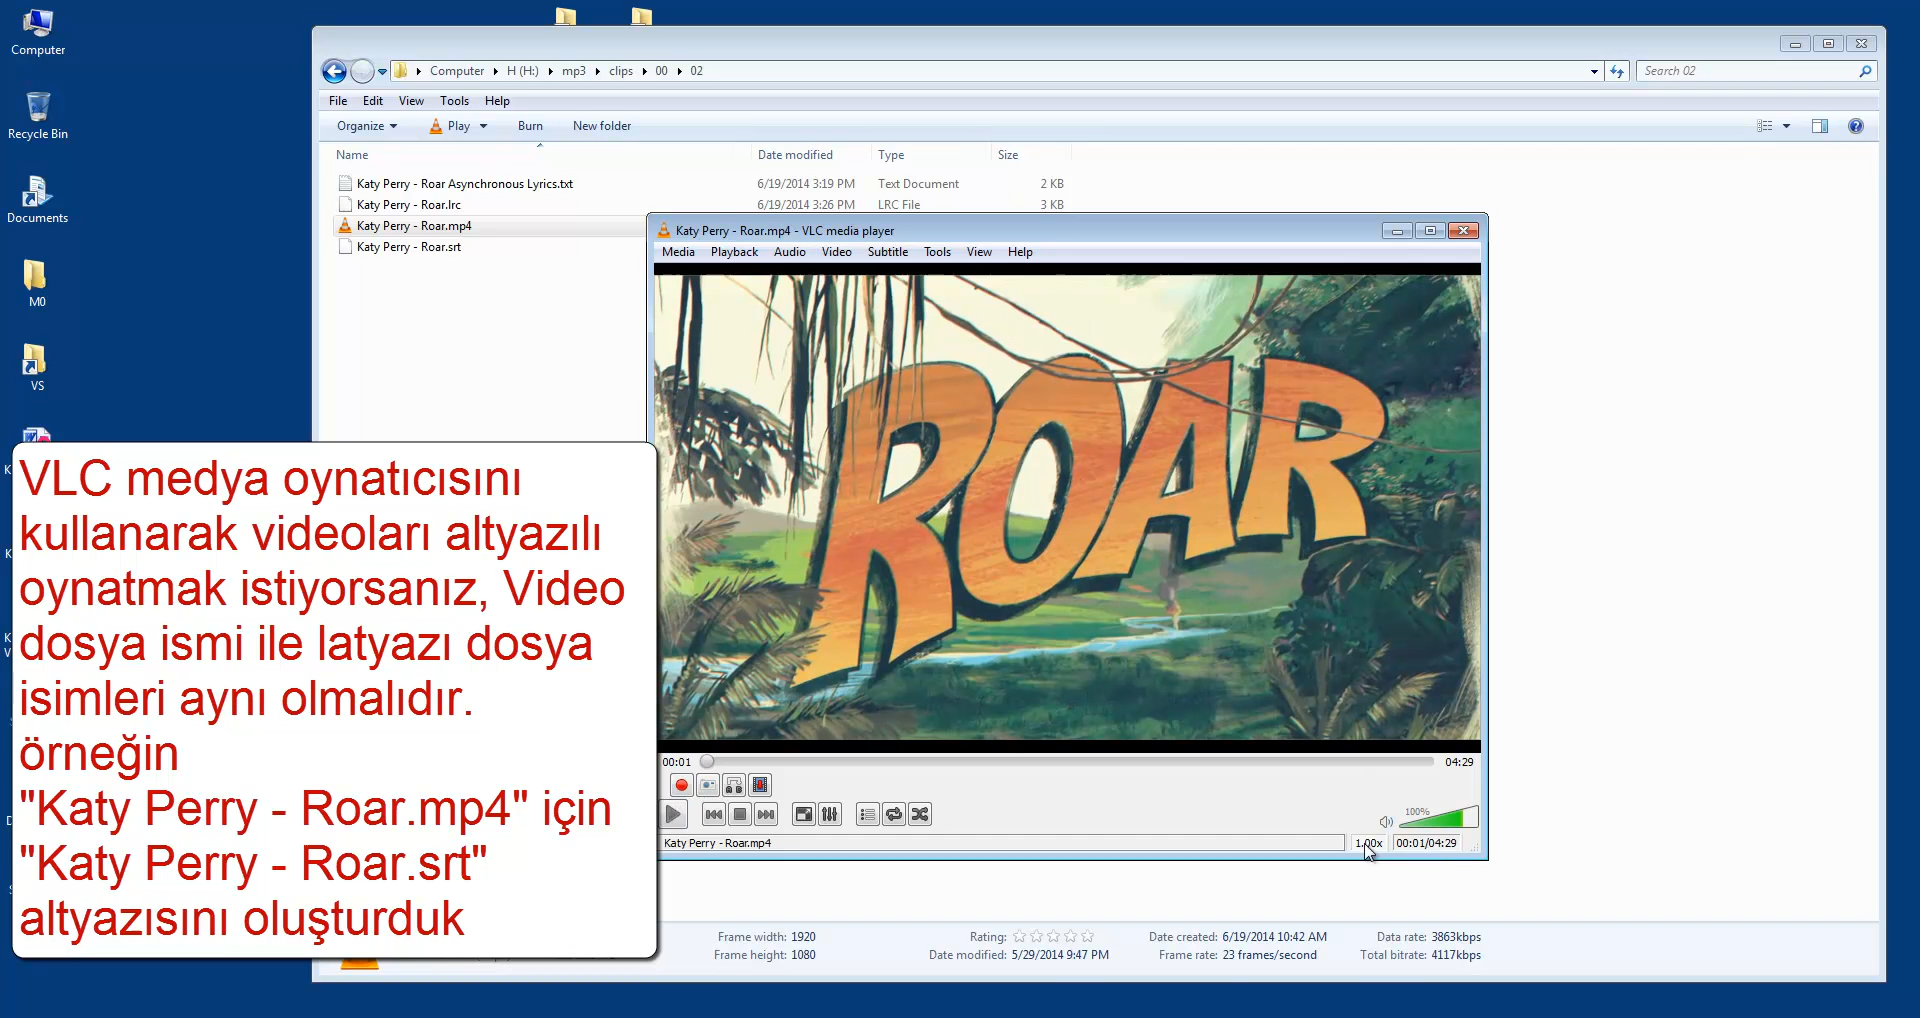 Computer
Recycle Bin
Documents
M0
VS
Computer H (H:) mp3 clips 00 02
Search 02
File Edit View Tools Help
Organize Play Burn New folder
Name Date modified Type Size
Katy Perry - Roar Asynchronous Lyrics.txt 6/19/2014 3:19 PM Text Document 2 KB
Katy Perry - Roar.lrc 6/19/2014 3:26 PM LRC File 3 KB
Katy Perry - Roar.mp4
Katy Perry - Roar.srt
Katy Perry - Roar.mp4 - VLC media player
Media Playback Audio Video Subtitle Tools View Help
ROAR
00:01 04:29
100%
Katy Perry - Roar.mp4 1.00x 00:01/04:29
VLC medya oynatıcısını
kullanarak videoları altyazılı
oynatmak istiyorsanız, Video
dosya ismi ile latyazı dosya
isimleri aynı olmalıdır.
örneğin
"Katy Perry - Roar.mp4" için
"Katy Perry - Roar.srt"
altyazısını oluşturduk
Frame width: 1920 Rating: Date created: 6/19/2014 10:42 AM Data rate: 3863kbps
Frame height: 1080 Date modified: 5/29/2014 9:47 PM Frame rate: 23 frames/second Total bitrate: 4117kbps